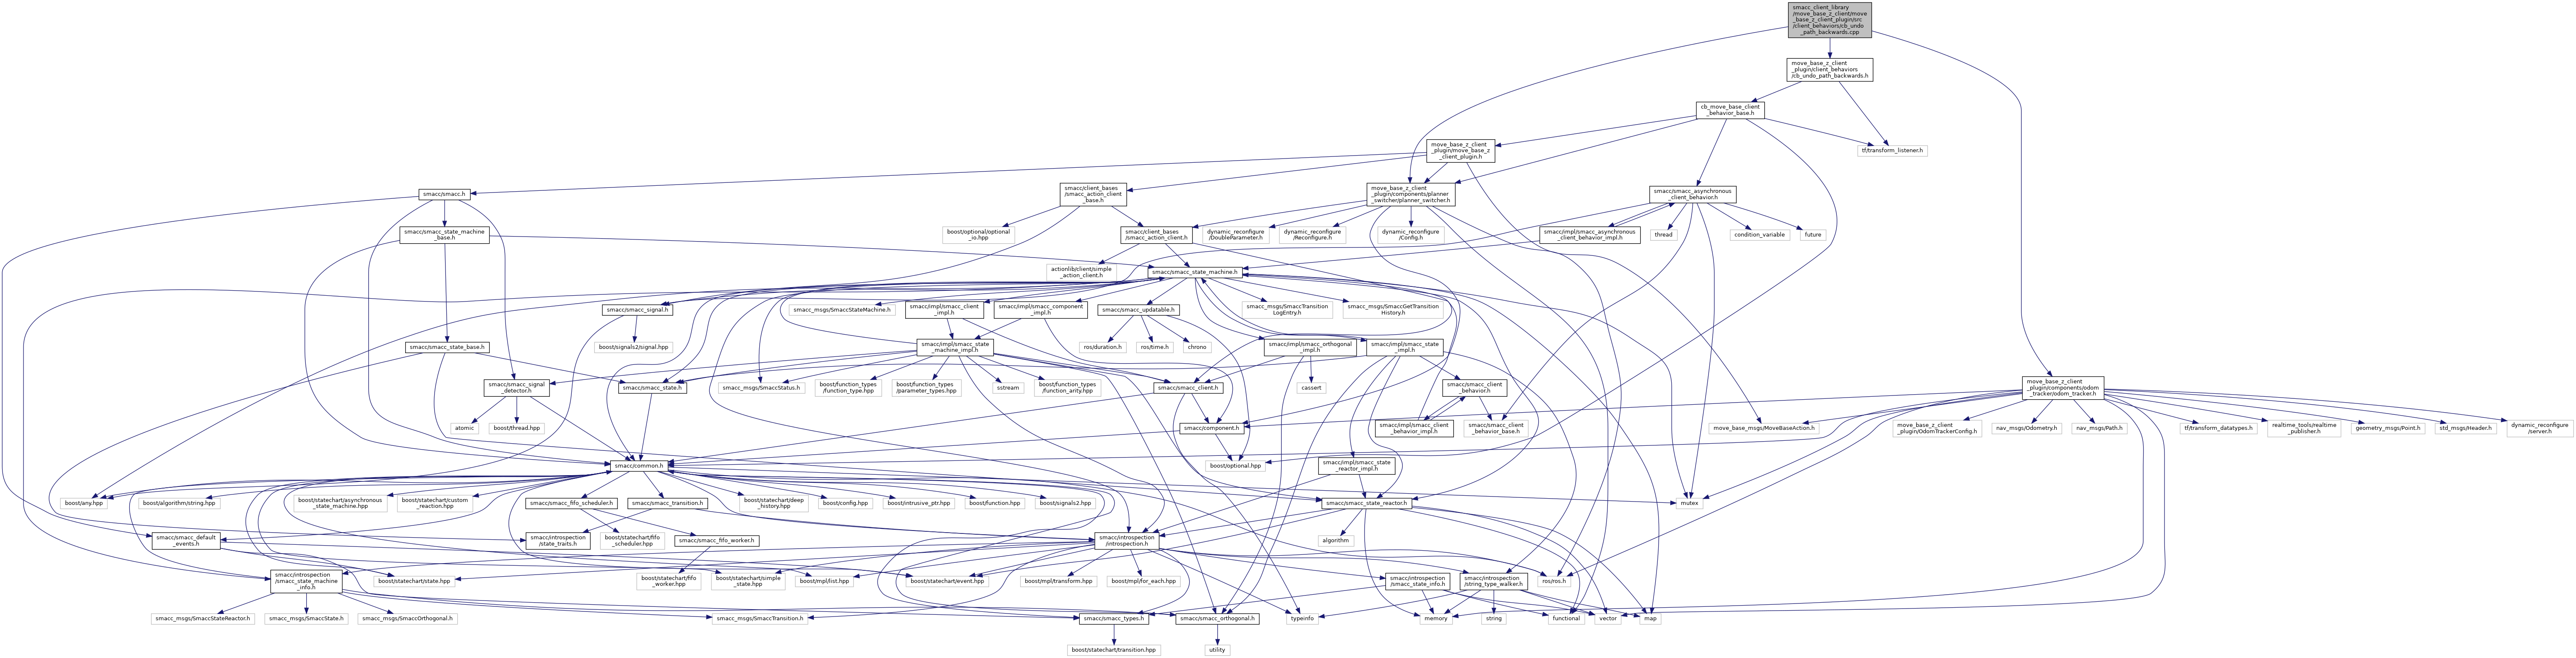 smacc_client_library
/move_base_z_client/move
_base_z_client_plugin/src
/client_behaviors/cb_undo
_path_backwards.cpp
move_base_z_client
_plugin/client_behaviors
/cb_undo_path_backwards.h
cb_move_base_client
_behavior_base.h
move_base_z_client
_plugin/move_base_z
_client_plugin.h
tf/transform_listener.h
smacc/smacc.h
smacc/client_bases
/smacc_action_client
_base.h
move_base_z_client
_plugin/components/planner
_switcher/planner_switcher.h
smacc/smacc_asynchronous
_client_behavior.h
smacc/smacc_state_machine
_base.h
boost/optional/optional
_io.hpp
smacc/client_bases
/smacc_action_client.h
dynamic_reconfigure
/DoubleParameter.h
dynamic_reconfigure
/Reconfigure.h
dynamic_reconfigure
/Config.h
smacc/impl/smacc_asynchronous
_client_behavior_impl.h
thread
condition_variable
future
actionlib/client/simple
_action_client.h
smacc/smacc_state_machine.h
smacc/smacc_signal.h
smacc_msgs/SmaccStateMachine.h
smacc/impl/smacc_client
_impl.h
smacc/impl/smacc_component
_impl.h
smacc/smacc_updatable.h
smacc_msgs/SmaccTransition
LogEntry.h
smacc_msgs/SmaccGetTransition
History.h
smacc/smacc_state_base.h
boost/signals2/signal.hpp
smacc/impl/smacc_state
_machine_impl.h
ros/duration.h
ros/time.h
chrono
smacc/impl/smacc_orthogonal
_impl.h
smacc/impl/smacc_state
_impl.h
smacc/smacc_signal
_detector.h
smacc/smacc_state.h
smacc_msgs/SmaccStatus.h
boost/function_types
/function_type.hpp
boost/function_types
/parameter_types.hpp
sstream
boost/function_types
/function_arity.hpp
smacc/smacc_client.h
cassert
smacc/smacc_client
_behavior.h
move_base_z_client
_plugin/components/odom
_tracker/odom_tracker.h
atomic
boost/thread.hpp
smacc/component.h
smacc/impl/smacc_client
_behavior_impl.h
smacc/smacc_client
_behavior_base.h
move_base_msgs/MoveBaseAction.h
move_base_z_client
_plugin/OdomTrackerConfig.h
nav_msgs/Odometry.h
nav_msgs/Path.h
tf/transform_datatypes.h
realtime_tools/realtime
_publisher.h
geometry_msgs/Point.h
std_msgs/Header.h
dynamic_reconfigure
/server.h
smacc/common.h
boost/optional.hpp
smacc/impl/smacc_state
_reactor_impl.h
boost/any.hpp
boost/algorithm/string.hpp
boost/statechart/asynchronous
_state_machine.hpp
boost/statechart/custom
_reaction.hpp
smacc/smacc_fifo_scheduler.h
smacc/smacc_transition.h
boost/statechart/deep
_history.hpp
boost/config.hpp
boost/intrusive_ptr.hpp
boost/function.hpp
boost/signals2.hpp
smacc/smacc_state_reactor.h
mutex
smacc/smacc_default
_events.h
smacc/introspection
/state_traits.h
boost/statechart/fifo
_scheduler.hpp
smacc/smacc_fifo_worker.h
smacc/introspection
/introspection.h
algorithm
smacc/introspection
/smacc_state_machine
_info.h
boost/statechart/state.hpp
boost/statechart/fifo
_worker.hpp
boost/statechart/simple
_state.hpp
boost/mpl/list.hpp
boost/statechart/event.hpp
boost/mpl/transform.hpp
boost/mpl/for_each.hpp
smacc/introspection
/smacc_state_info.h
smacc/introspection
/string_type_walker.h
ros/ros.h
smacc_msgs/SmaccStateReactor.h
smacc_msgs/SmaccState.h
smacc_msgs/SmaccOrthogonal.h
smacc_msgs/SmaccTransition.h
smacc/smacc_types.h
smacc/smacc_orthogonal.h
typeinfo
memory
string
functional
vector
map
boost/statechart/transition.hpp
utility